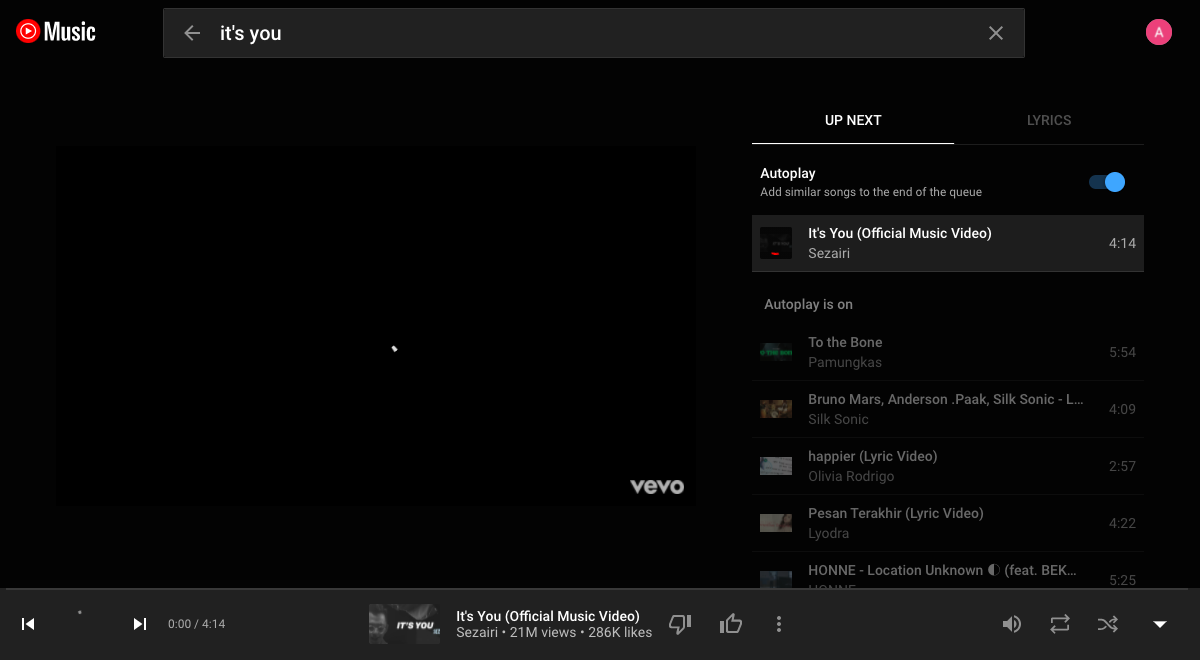 Music
it's you
A
UP NEXT
LYRICS
Autoplay
Add similar songs to the end of the queue
It's You (Official Music Video)
Sezairi
4:14
Autoplay is on
To the Bone
Pamungkas
5:54
Bruno Mars, Anderson .Paak, Silk Sonic - L...
Silk Sonic
4:09
happier (Lyric Video)
Olivia Rodrigo
2:57
Pesan Terakhir (Lyric Video)
Lyodra
4:22
HONNE - Location Unknown ◐ (feat. BEK...
HONNE
5:25
vevo
0:00 / 4:14
IT'S YOU
It's You (Official Music Video)
Sezairi • 21M views • 286K likes